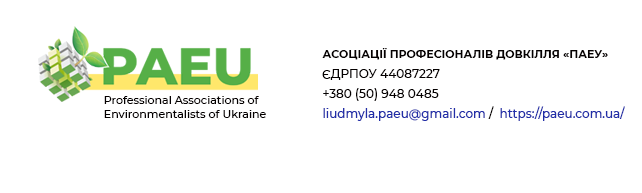 PAEU
Professional Associations of
Environmentalists of Ukraine
АСОЦІАЦІЇ ПРОФЕСІОНАЛІВ ДОВКІЛЛЯ «ПАЕУ»
ЄДРПОУ 44087227
+380 (50) 948 0485
liudmyla.paeu@gmail.com / https://paeu.com.ua/